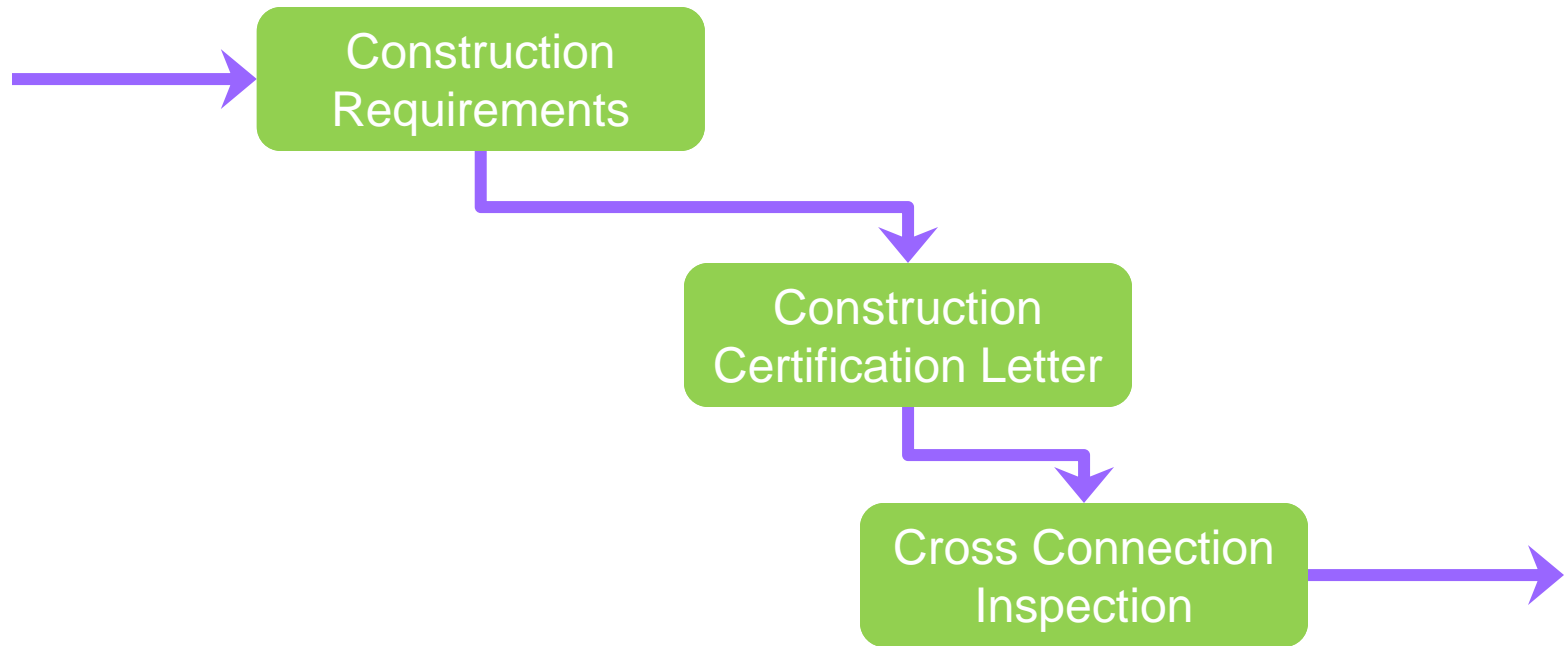 Construction
Requirements
Construction
Certification Letter
Cross Connection
Inspection